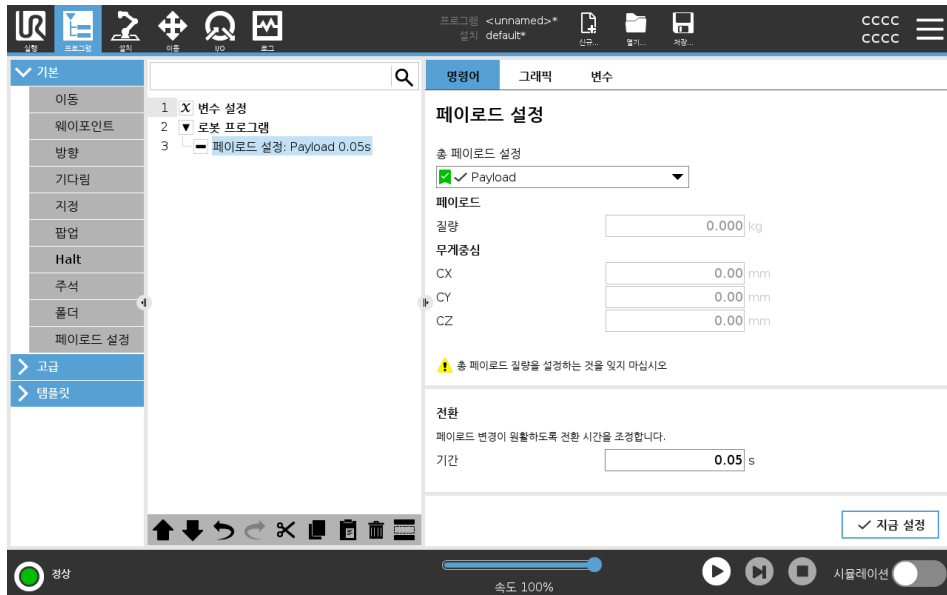 UR
실행
프로그램
설치
이동
I/O
로그
프로그램 <unnamed>*
설치 default*
신규...
열기...
저장...
CCCC
CCCC
기본
이동
웨이포인트
방향
기다림
지정
팝업
Halt
주석
폴더
페이로드 설정
고급
템플릿
1 X 변수 설정
2 로봇 프로그램
3 페이로드 설정: Payload 0.05s
명령어 그래픽 변수
페이로드 설정
총 페이로드 설정
Payload
페이로드
질량 0.000 kg
무게중심
CX 0.00 mm
CY 0.00 mm
CZ 0.00 mm
총 페이로드 질량을 설정하는 것을 잊지 마십시오
전환
페이로드 변경이 원활하도록 전환 시간을 조정합니다.
기간 0.05 s
지금 설정
정상
속도 100%
시뮬레이션